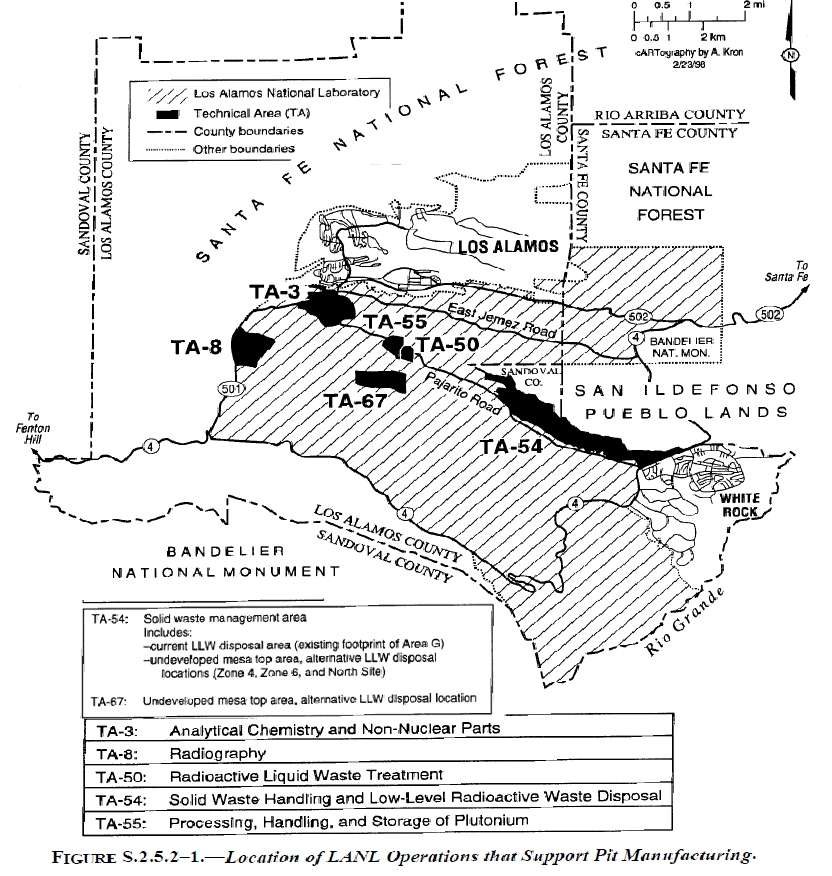 0 0.5 1 2 mi
0 0.5 1 2 km
cARTography by A. Kron
2/23/98
N
Los Alamos National Laboratory
Technical Area (TA)
County boundaries
Other boundaries
SANTA FE NATIONAL FOREST
SANDOVAL COUNTY
LOS ALAMOS COUNTY
LOS ALAMOS
COUNTY
SANTA FE COUNTY
RIO ARRIBA COUNTY
SANTA FE COUNTY
SANTA FE
NATIONAL
FOREST
LOS ALAMOS
To
Santa Fe
TA-3
East Jemez Road
502
502
TA-55
TA-8
TA-50
4
BANDELIER
NAT. MON.
SANDOVAL
CO.
501
TA-67
Pajarito Road
SAN ILDEFONSO
PUEBLO LANDS
To
Fenton
Hill
4
TA-54
WHITE
ROCK
4
4
LOS ALAMOS COUNTY
SANDOVAL COUNTY
BANDELIER
NATIONAL MONUMENT
Rio Grande
TA-54: Solid waste management area
Includes:
–current LLW disposal area (existing footprint of Area G)
–undeveloped mesa top area, alternative LLW disposal
locations (Zone 4, Zone 6, and North Site)
TA-67: Undeveloped mesa top area, alternative LLW disposal location
TA-3: Analytical Chemistry and Non-Nuclear Parts
TA-8: Radiography
TA-50: Radioactive Liquid Waste Treatment
TA-54: Solid Waste Handling and Low-Level Radioactive Waste Disposal
TA-55: Processing, Handling, and Storage of Plutonium
FIGURE S.2.5.2–1.—Location of LANL Operations that Support Pit Manufacturing.